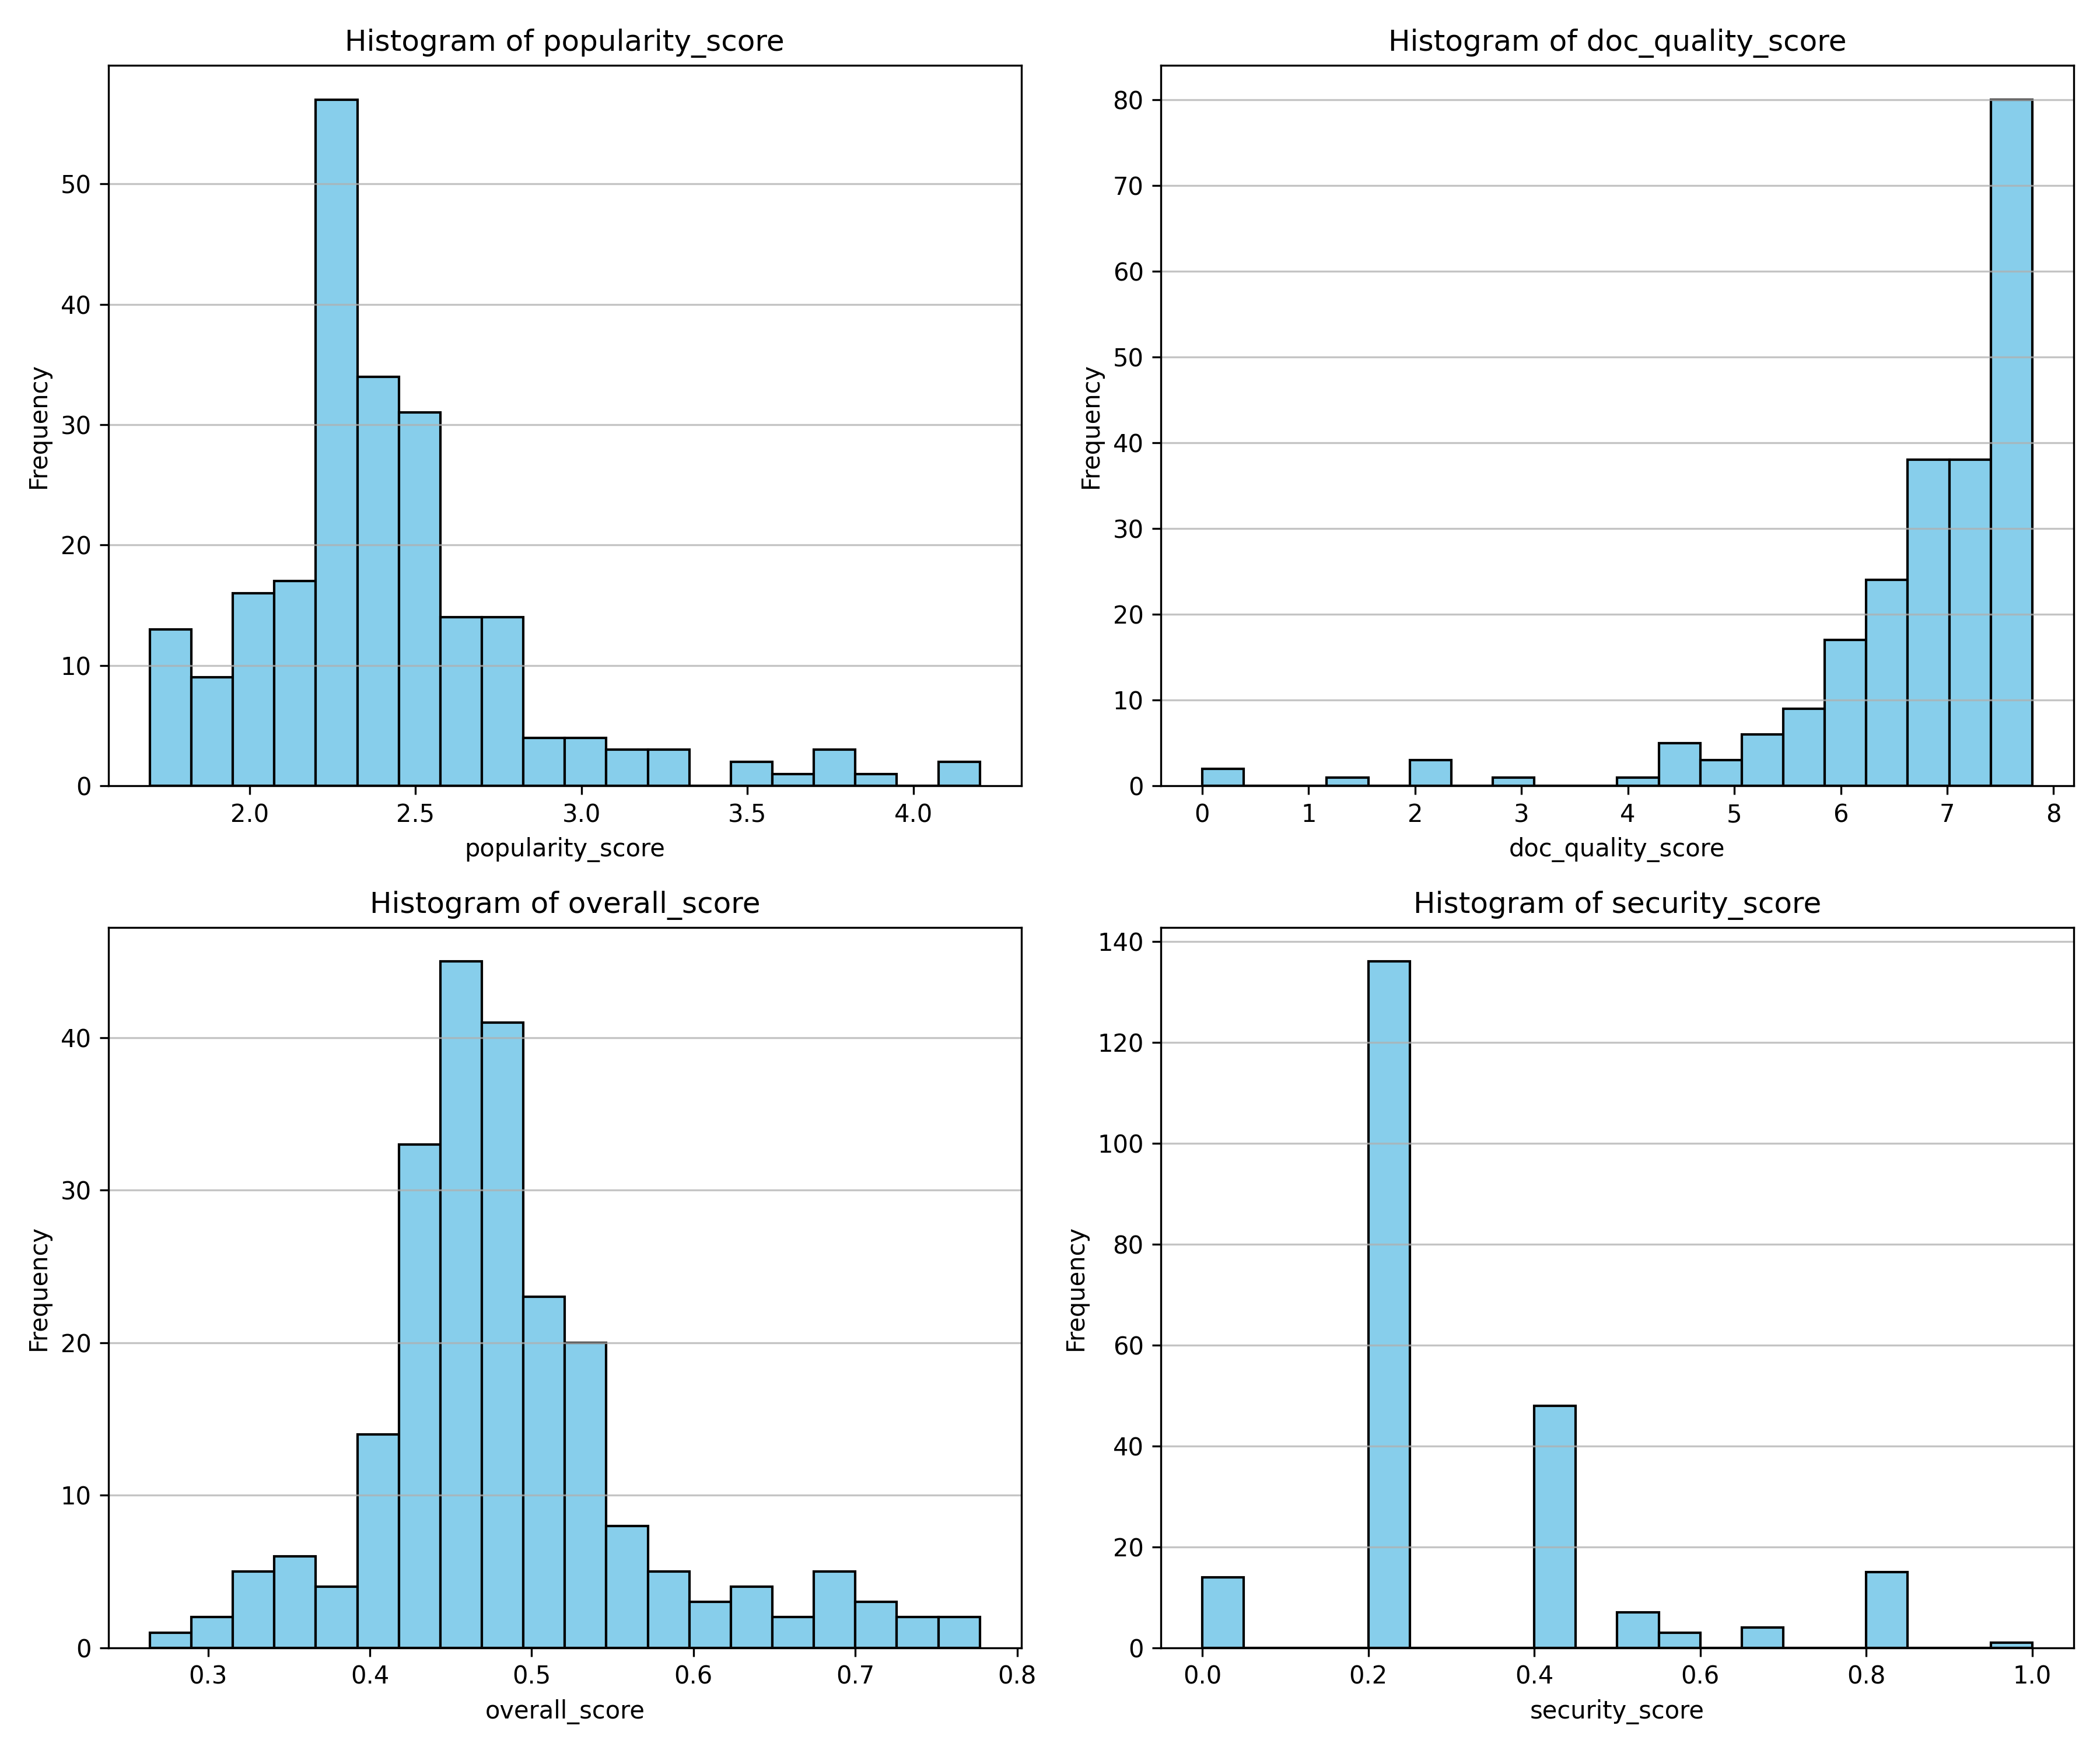 Histogram of popularity_score
Frequency
50
40
30
20
10
0
2.0 2.5 3.0 3.5 4.0
popularity_score
Histogram of doc_quality_score
Frequency
80
70
60
50
40
30
20
10
0
0 1 2 3 4 5 6 7 8
doc_quality_score
Histogram of overall_score
Frequency
40
30
20
10
0
0.3 0.4 0.5 0.6 0.7 0.8
overall_score
Histogram of security_score
Frequency
140
120
100
80
60
40
20
0
0.0 0.2 0.4 0.6 0.8 1.0
security_score